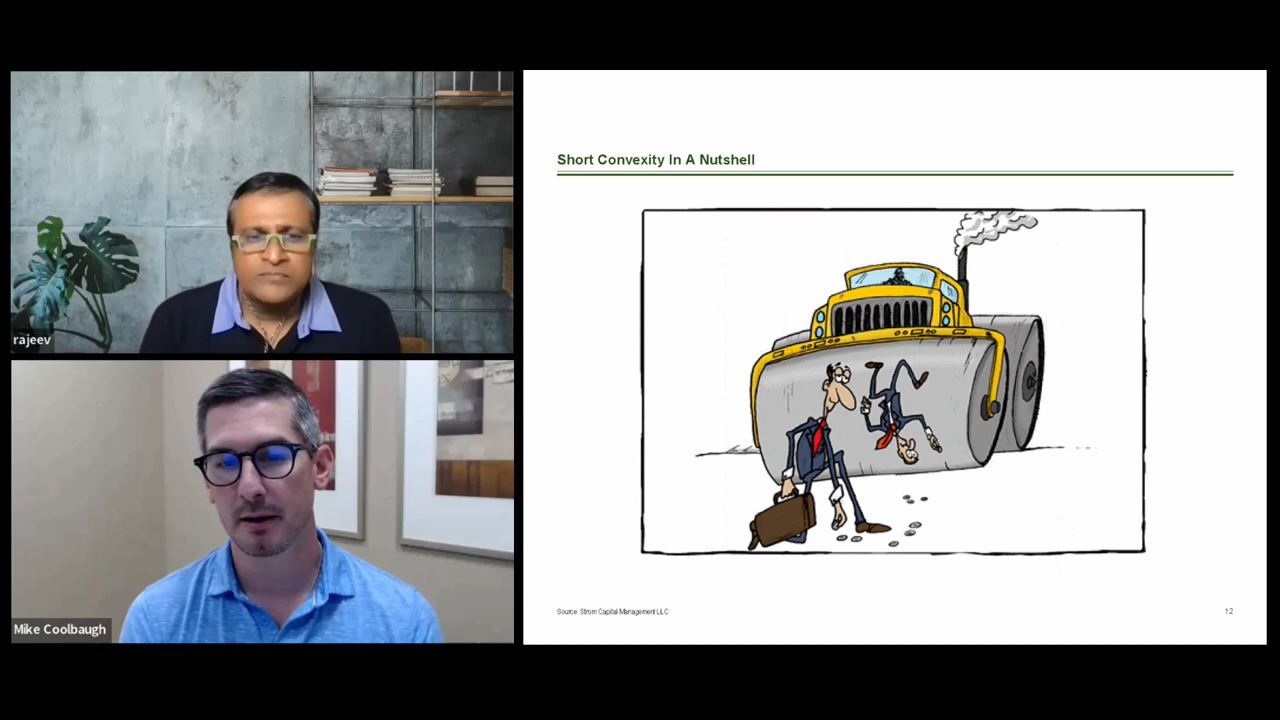 rajeev
Mike Coolbaugh
Short Convexity In A Nutshell
Source: Strom Capital Management LLC
12